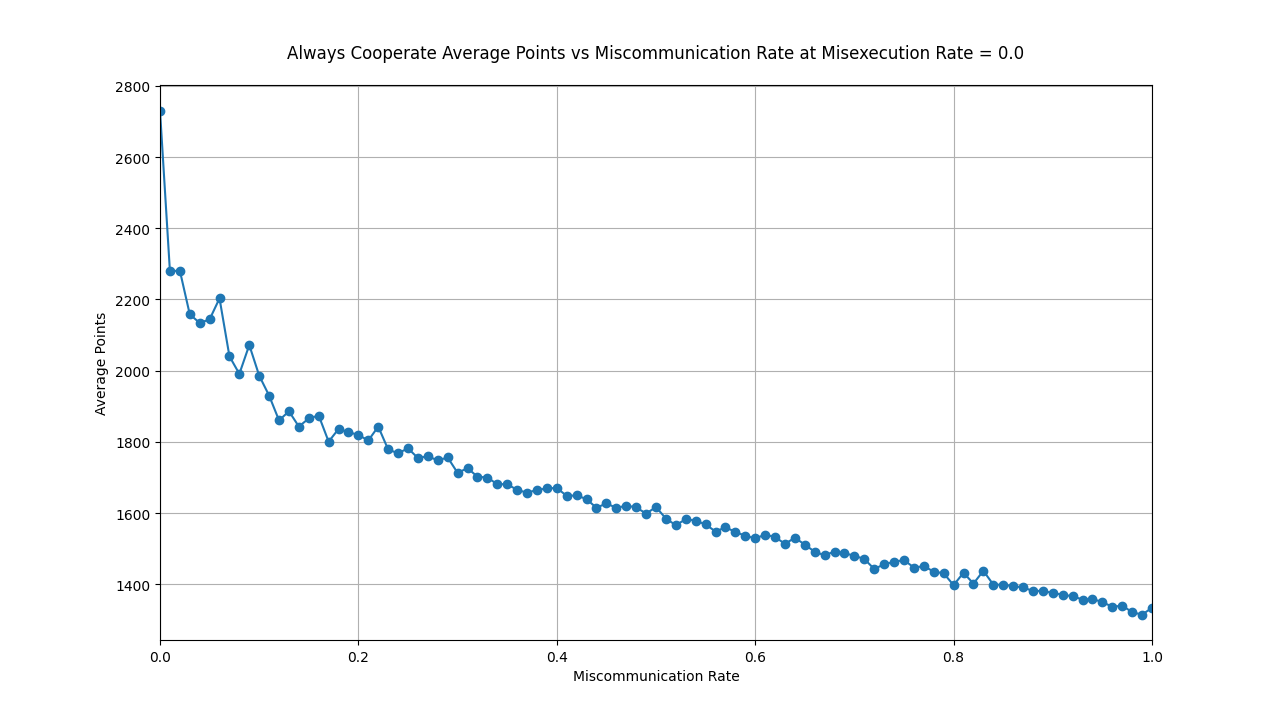 Always Cooperate Average Points vs Miscommunication Rate at Misexecution Rate = 0.0
2800
2600
2400
2200
2000
1800
1600
1400
Average Points
0.0 0.2 0.4 0.6 0.8 1.0
Miscommunication Rate